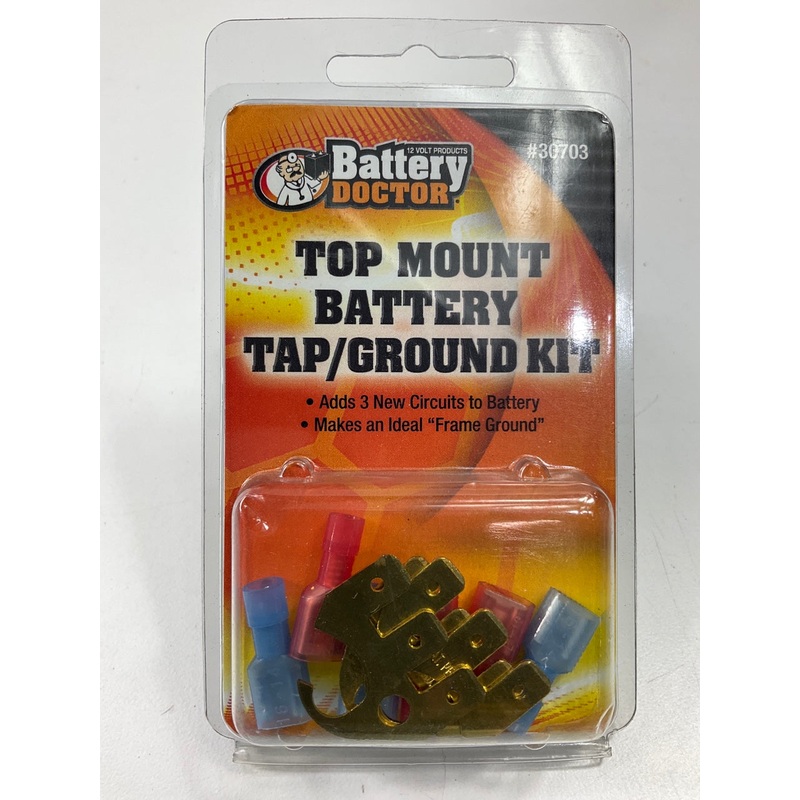 12 VOLT PRODUCTS
Battery
DOCTOR
#30703
TOP MOUNT
BATTERY
TAP/GROUND KIT
• Adds 3 New Circuits to Battery
• Makes an Ideal "Frame Ground"